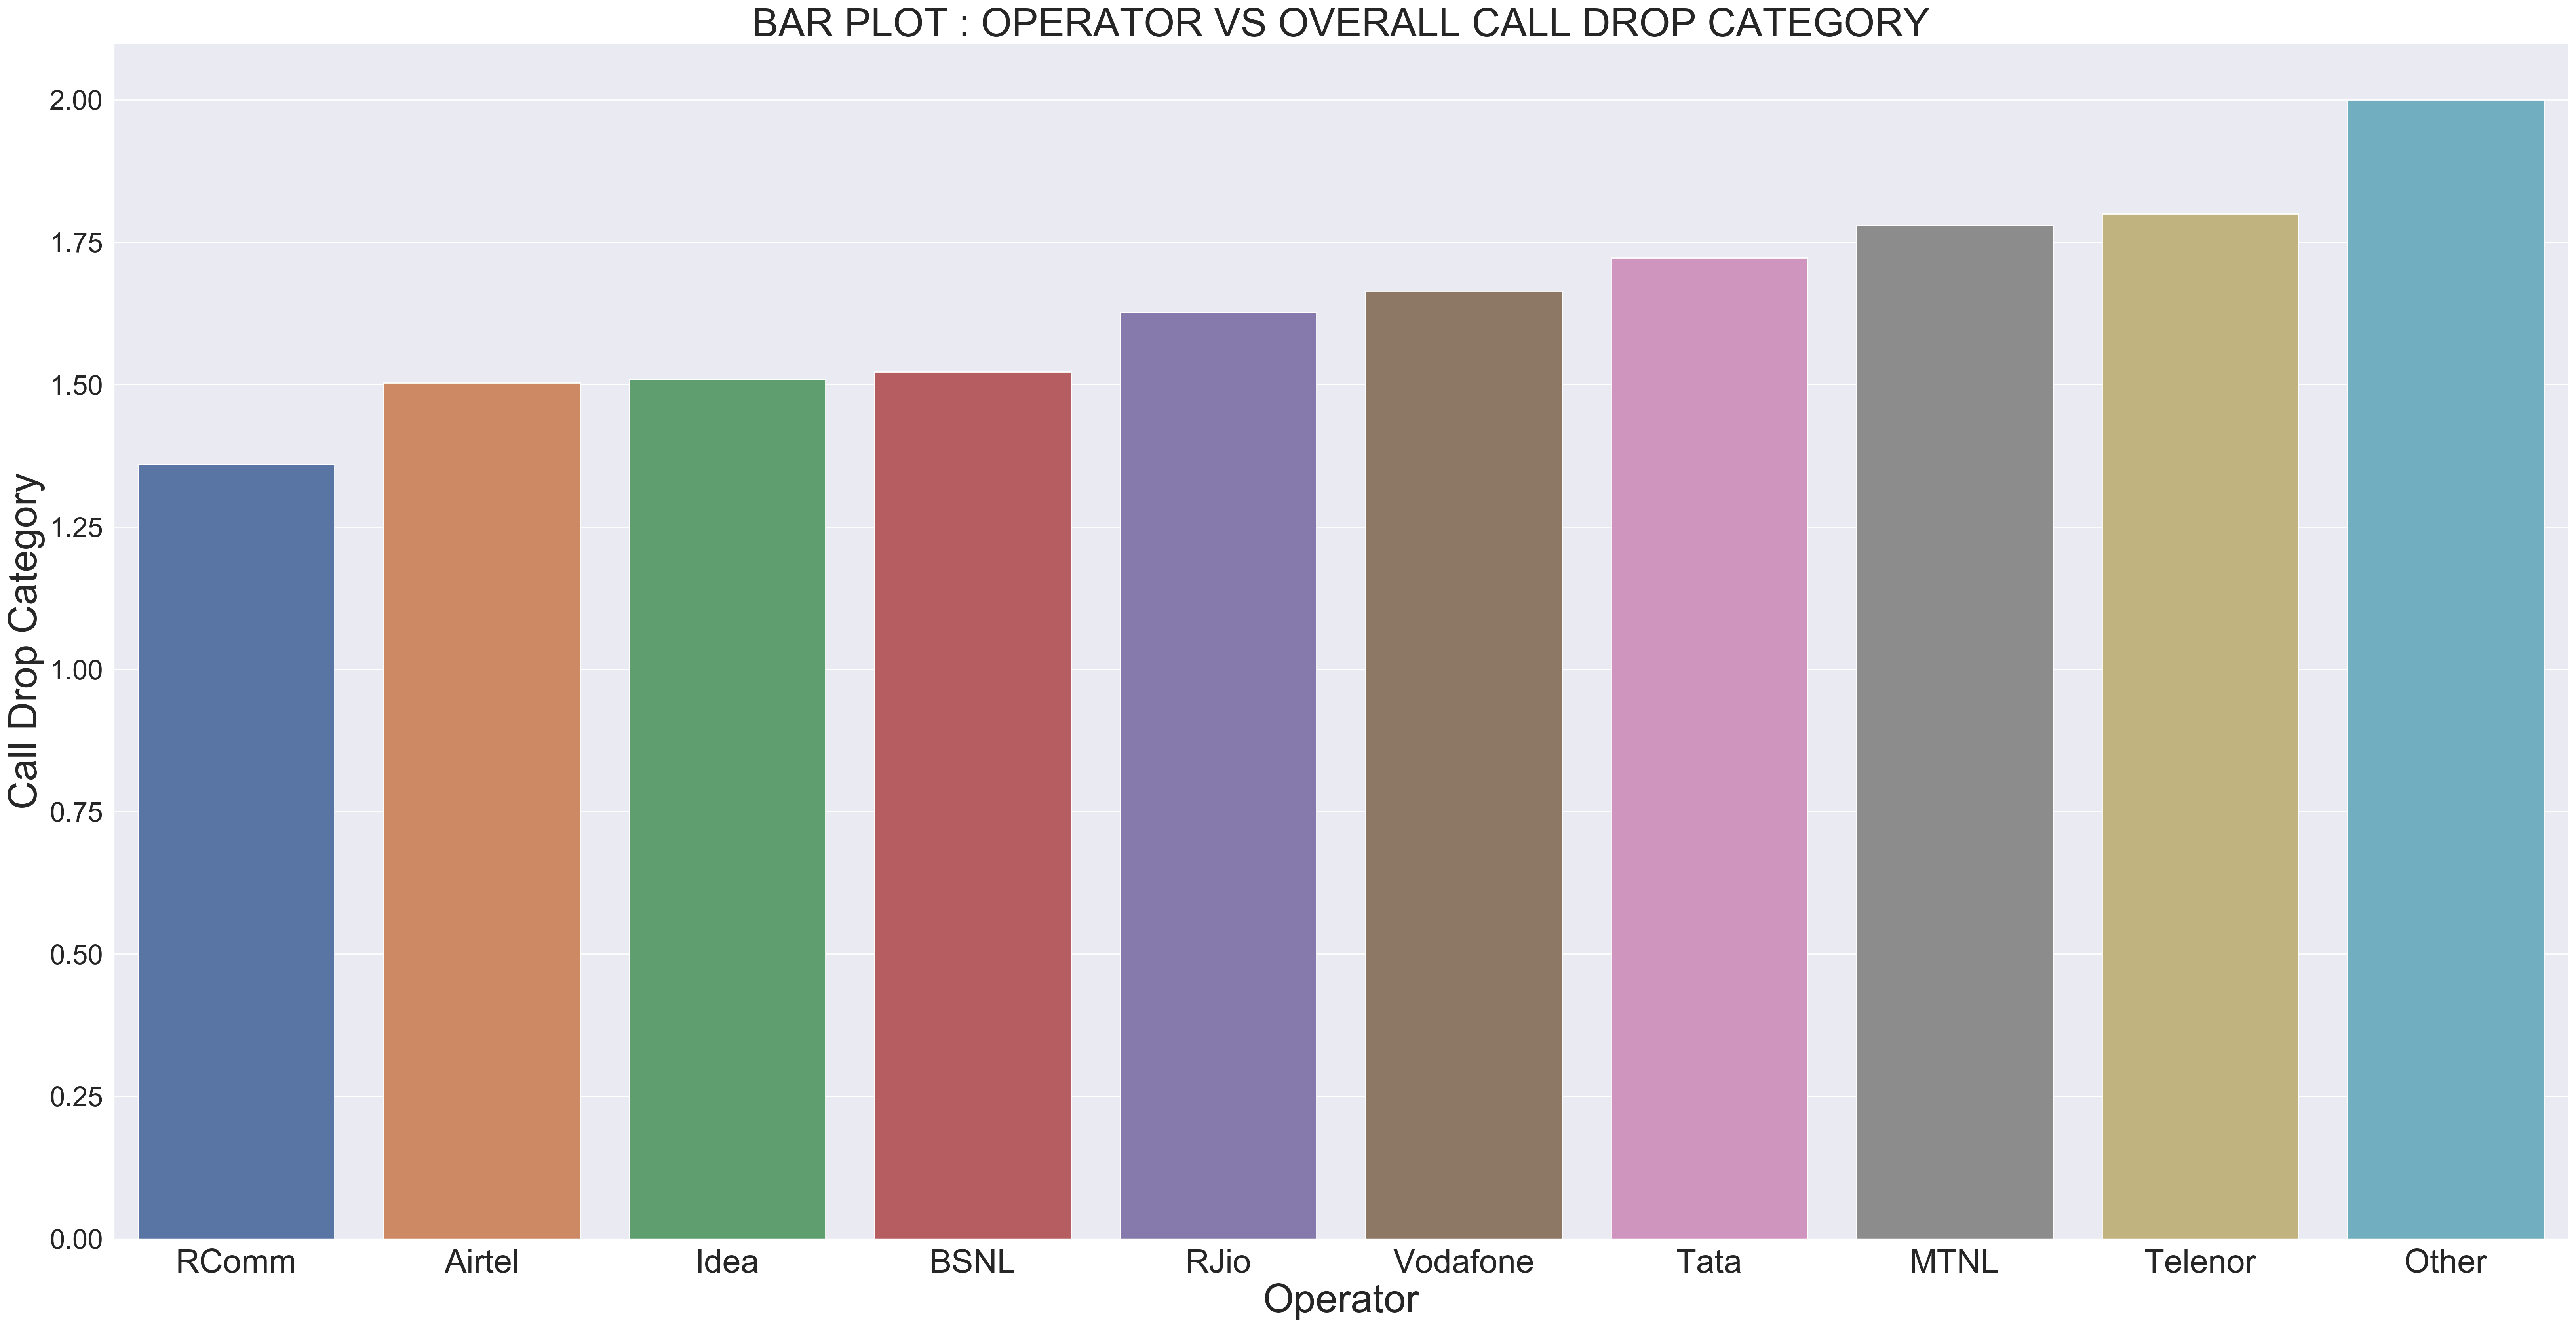 BAR PLOT : OPERATOR VS OVERALL CALL DROP CATEGORY
Call Drop Category
2.00
1.75
1.50
1.25
1.00
0.75
0.50
0.25
0.00
RComm Airtel Idea BSNL RJio Vodafone Tata MTNL Telenor Other
Operator